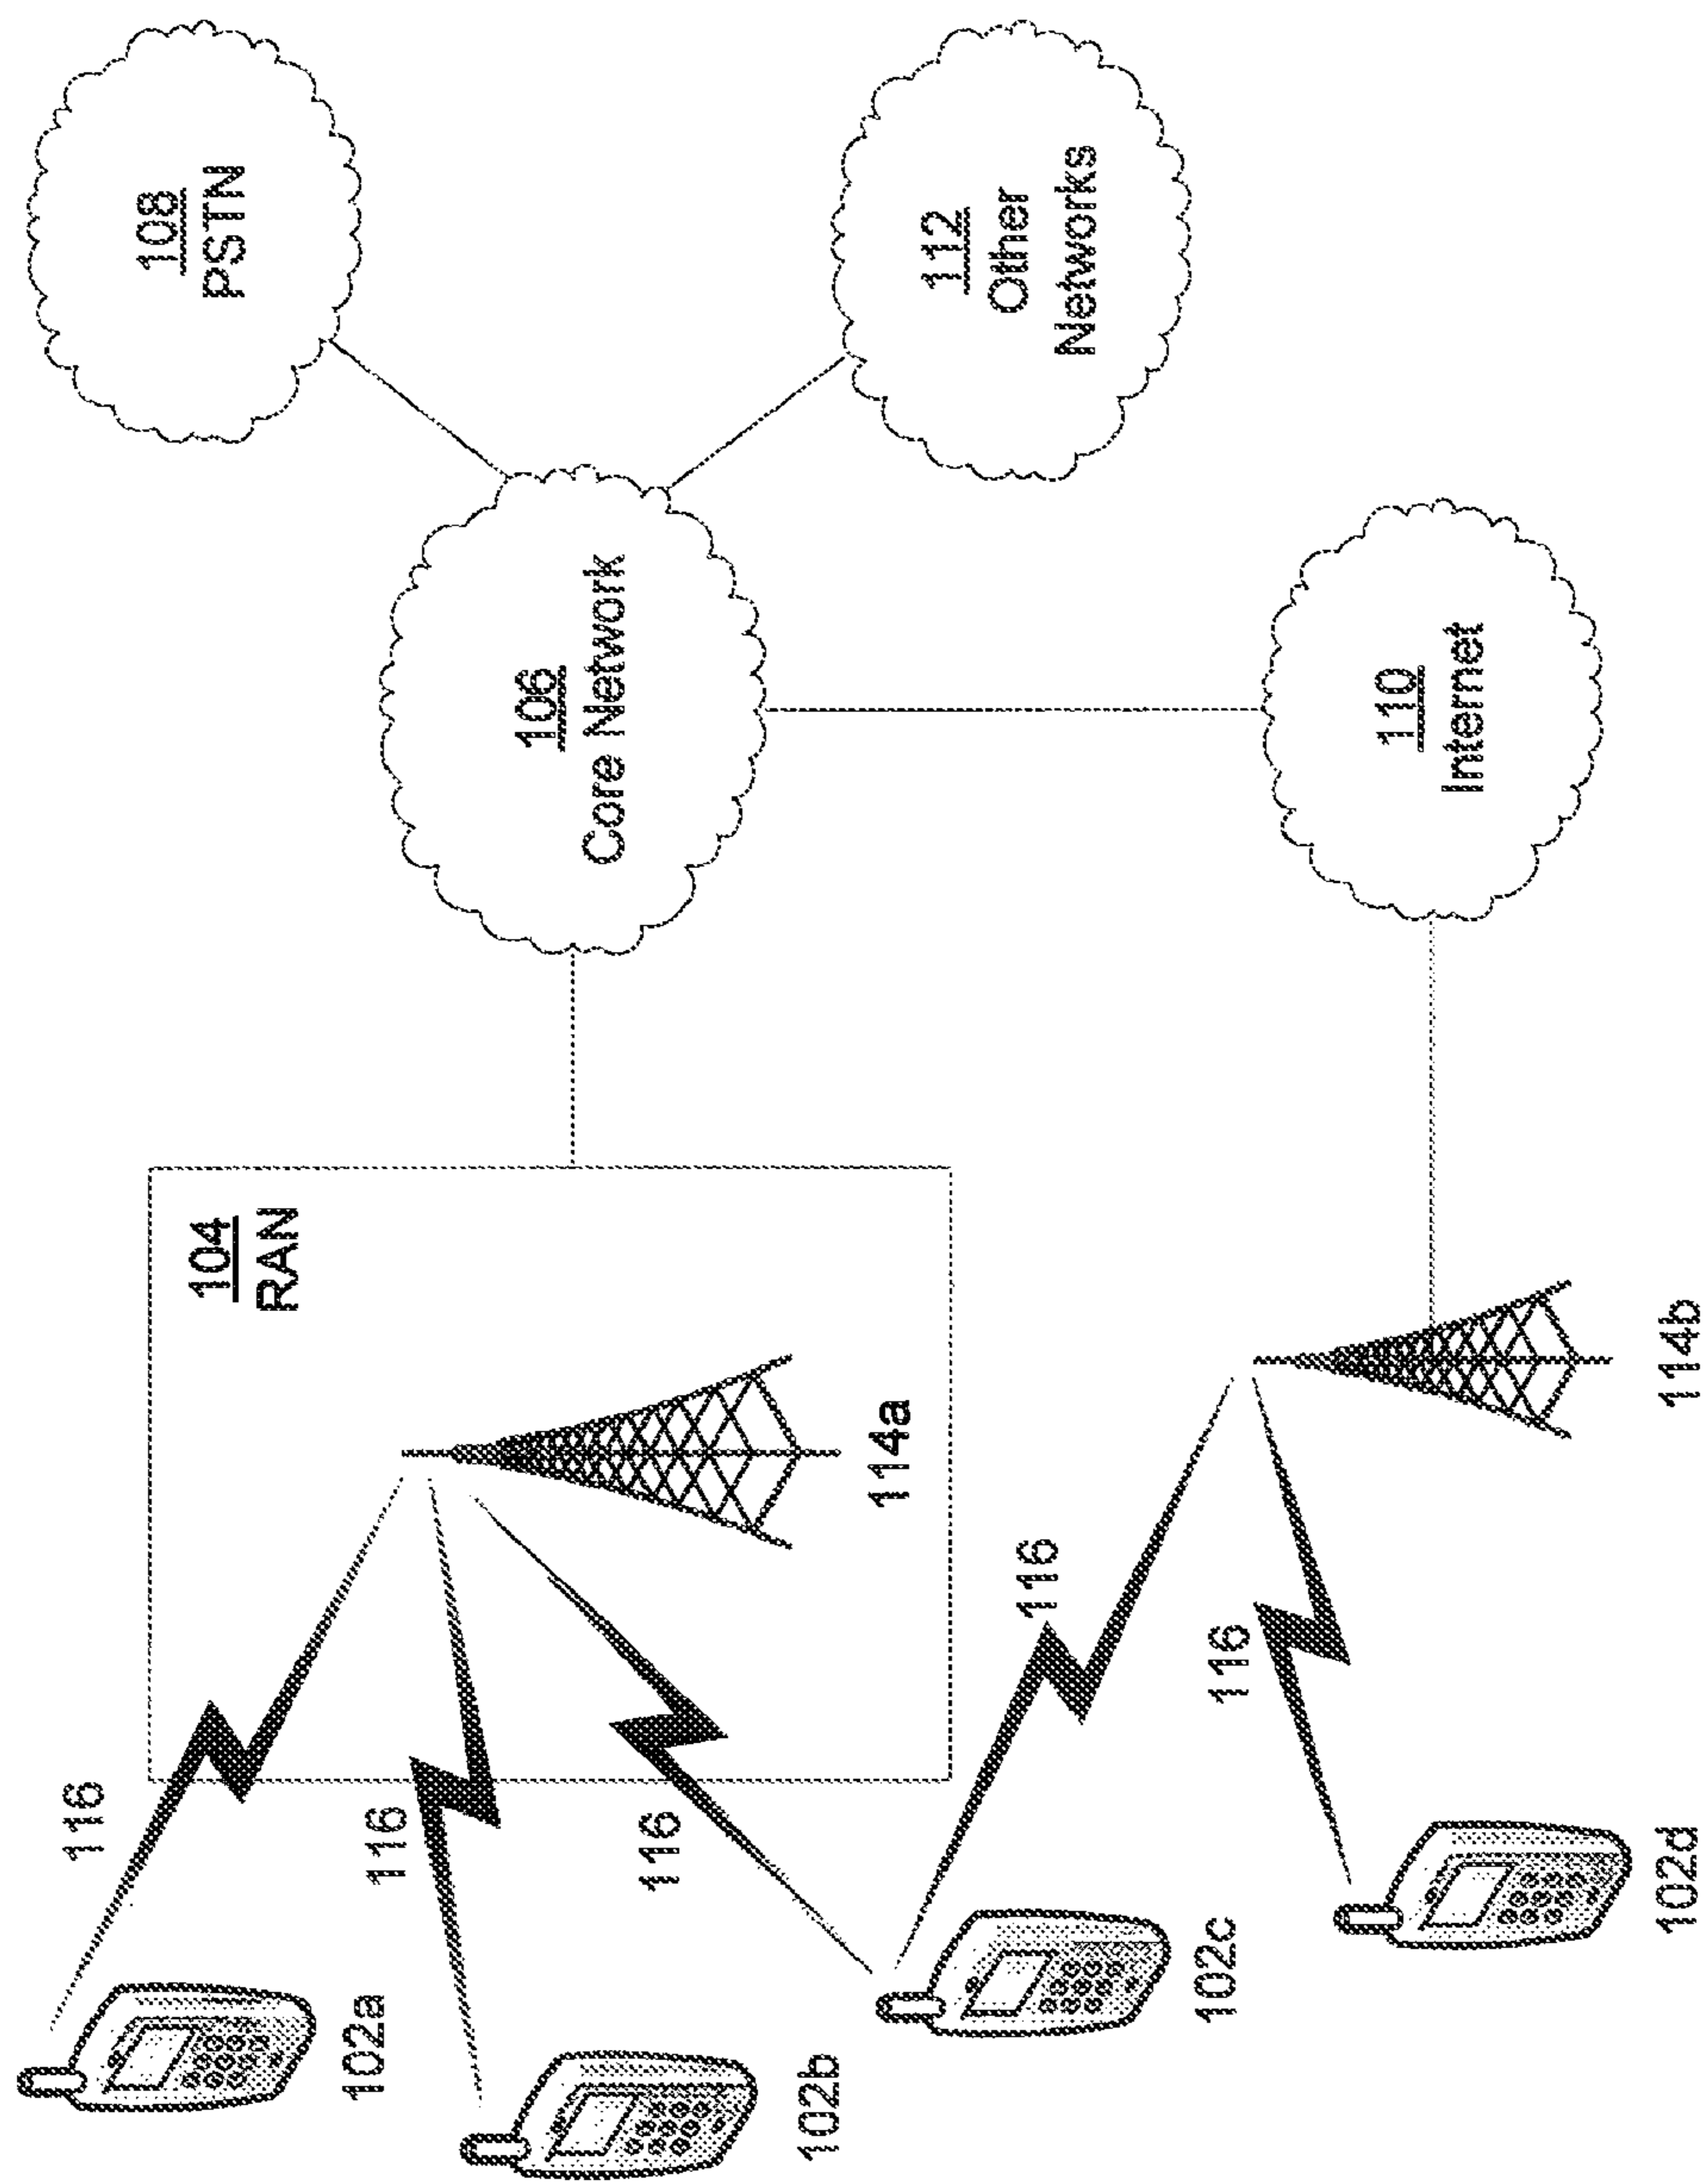 116
102a
116
102b
116
102c
116
116
102d
104
RAN
114a
114b
106
Core Network
108
PSTN
112
Other
Networks
110
Internet